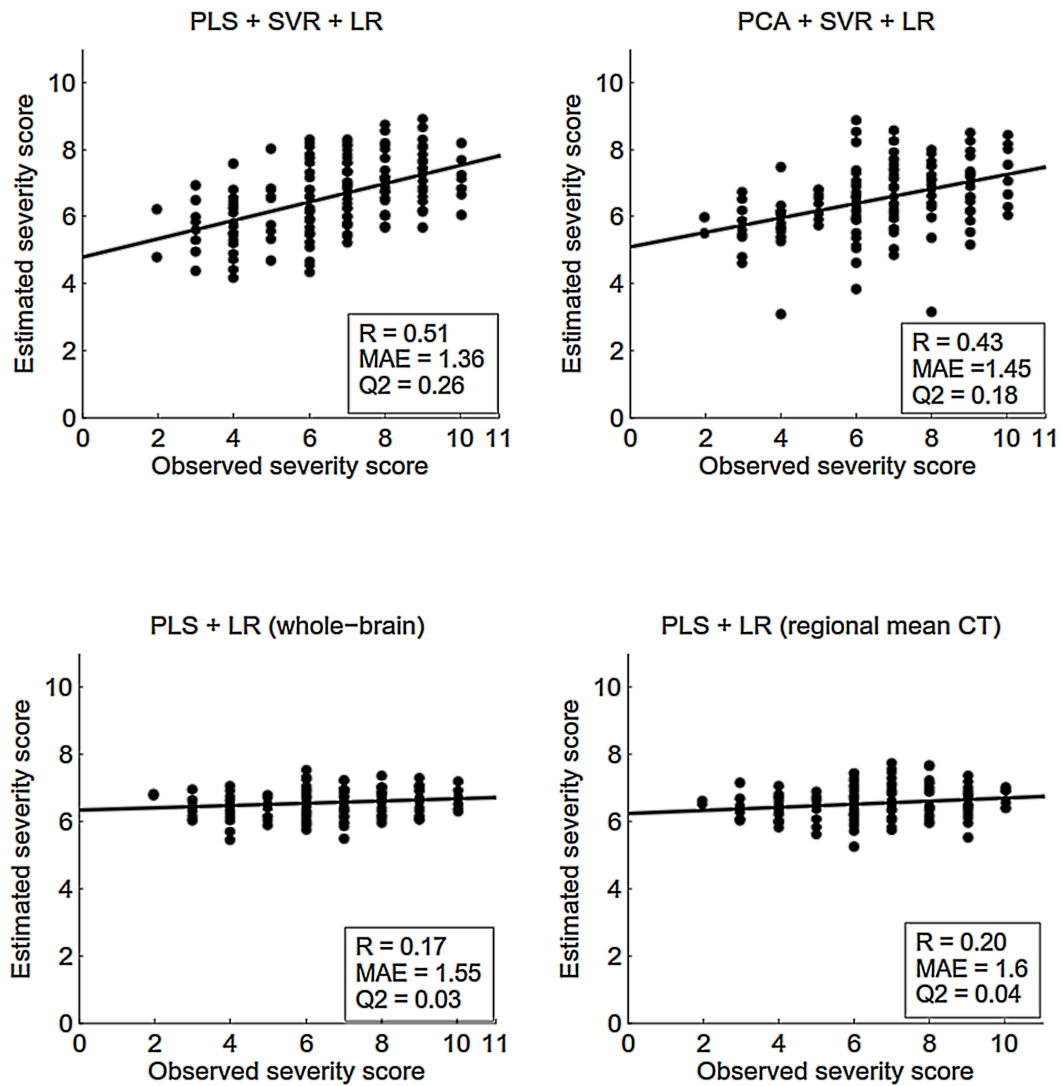 PLS + SVR + LR
Estimated severity score
10
8
6
4
2
0
R = 0.51
MAE = 1.36
Q2 = 0.26
0 2 4 6 8 10 11
Observed severity score
PCA + SVR + LR
Estimated severity score
10
8
6
4
2
0
R = 0.43
MAE =1.45
Q2 = 0.18
0 2 4 6 8 10 11
Observed severity score
PLS + LR (whole−brain)
Estimated severity score
10
8
6
4
2
0
R = 0.17
MAE = 1.55
Q2 = 0.03
0 2 4 6 8 10 11
Observed severity score
PLS + LR (regional mean CT)
Estimated severity score
10
8
6
4
2
0
R = 0.20
MAE = 1.6
Q2 = 0.04
0 2 4 6 8 10
Observed severity score